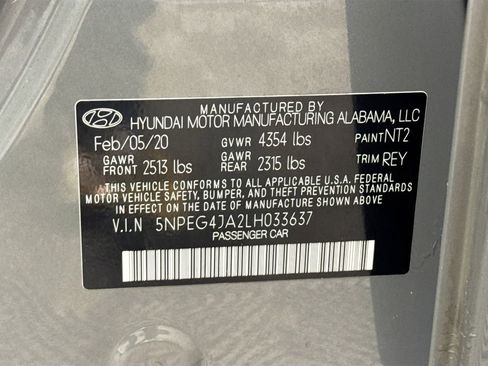 MANUFACTURED BY
HYUNDAI MOTOR MANUFACTURING ALABAMA, LLC
Feb/05/20 GVWR 4354 lbs PAINT NT2
GAWR FRONT 2513 lbs GAWR REAR 2315 lbs TRIM REY
THIS VEHICLE CONFORMS TO ALL APPLICABLE FEDERAL
MOTOR VEHICLE SAFETY, BUMPER, AND THEFT PREVENTION
STANDARDS IN EFFECT ON THE DATE OF MANUFACTURE SHOWN ABOVE
V.I.N 5NPEG4JA2LH033637
PASSENGER CAR